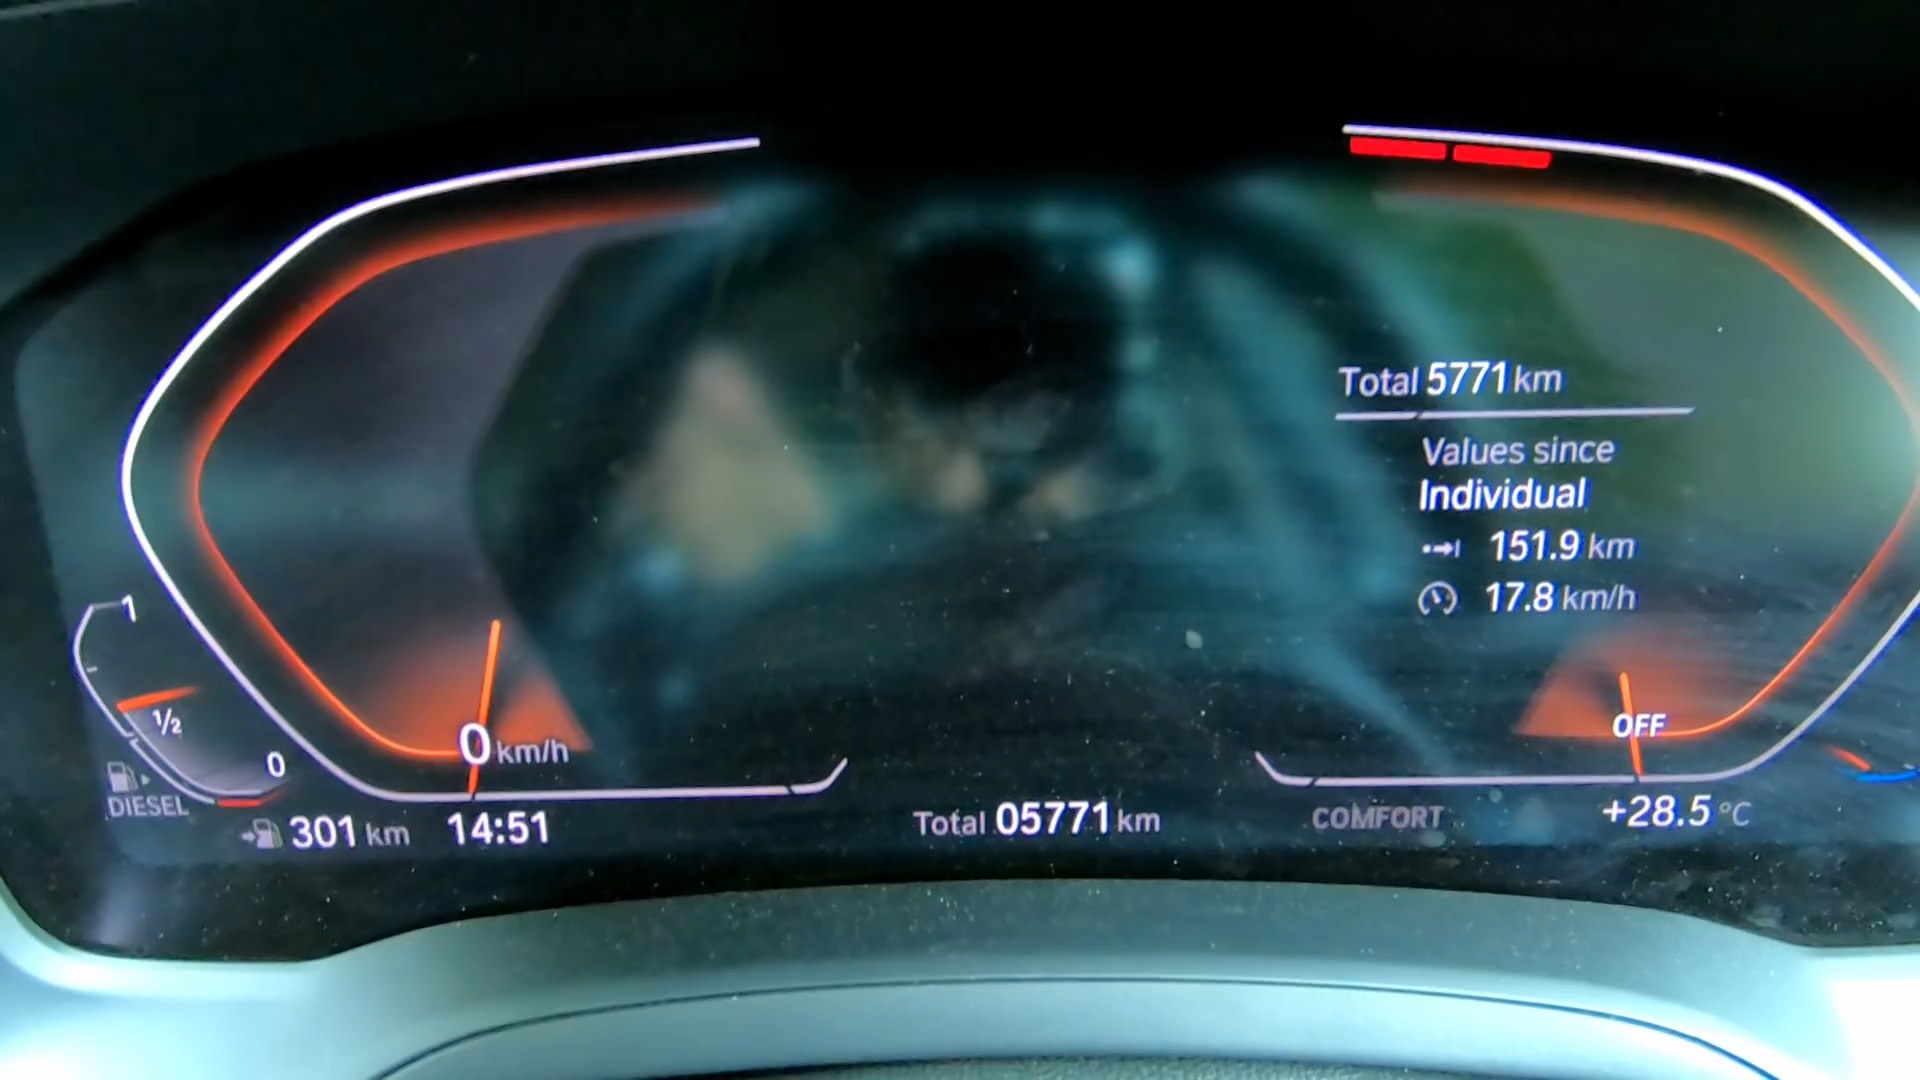 Total 5771 km
Values since
Individual
151.9 km
17.8 km/h
1
1/2
0
DIESEL
0 km/h
OFF
301 km 14:51
Total 05771 km
COMFORT
+28.5 °C